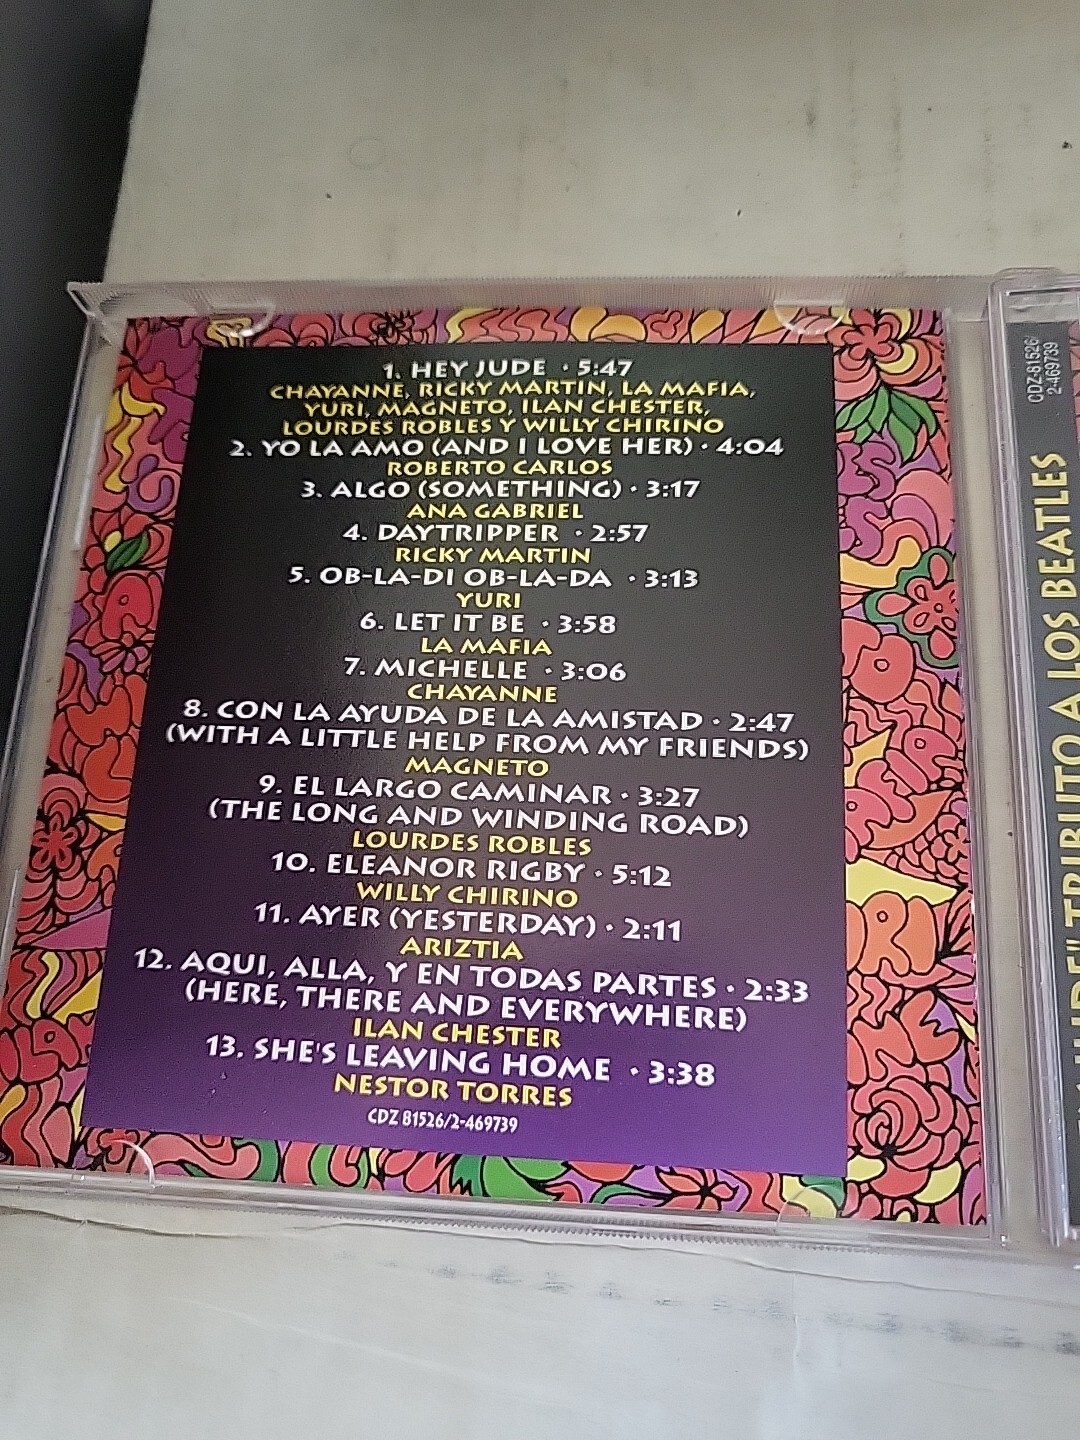 1. HEY JUDE · 5:47
CHAYANNE, RICKY MARTIN, LA MAFIA,
YURI, MAGNETO, ILAN CHESTER,
LOURDES ROBLES Y WILLY CHIRINO
2. YO LA AMO (AND I LOVE HER) · 4:04
ROBERTO CARLOS
3. ALGO (SOMETHING) · 3:17
ANA GABRIEL
4. DAYTRIPPER · 2:57
RICKY MARTIN
5. OB-LA-DI OB-LA-DA · 3:13
YURI
6. LET IT BE · 3:58
LA MAFIA
7. MICHELLE · 3:06
CHAYANNE
8. CON LA AYUDA DE LA AMISTAD · 2:47
(WITH A LITTLE HELP FROM MY FRIENDS)
MAGNETO
9. EL LARGO CAMINAR · 3:27
(THE LONG AND WINDING ROAD)
LOURDES ROBLES
10. ELEANOR RIGBY · 5:12
WILLY CHIRINO
11. AYER (YESTERDAY) · 2:11
ARIZTIA
12. AQUI, ALLA, Y EN TODAS PARTES · 2:33
(HERE, THERE AND EVERYWHERE)
ILAN CHESTER
13. SHE'S LEAVING HOME · 3:38
NESTOR TORRES
CDZ 81526/2-469739
CDZ-81526
2-469739
TRIBUTO A LOS BEATLES